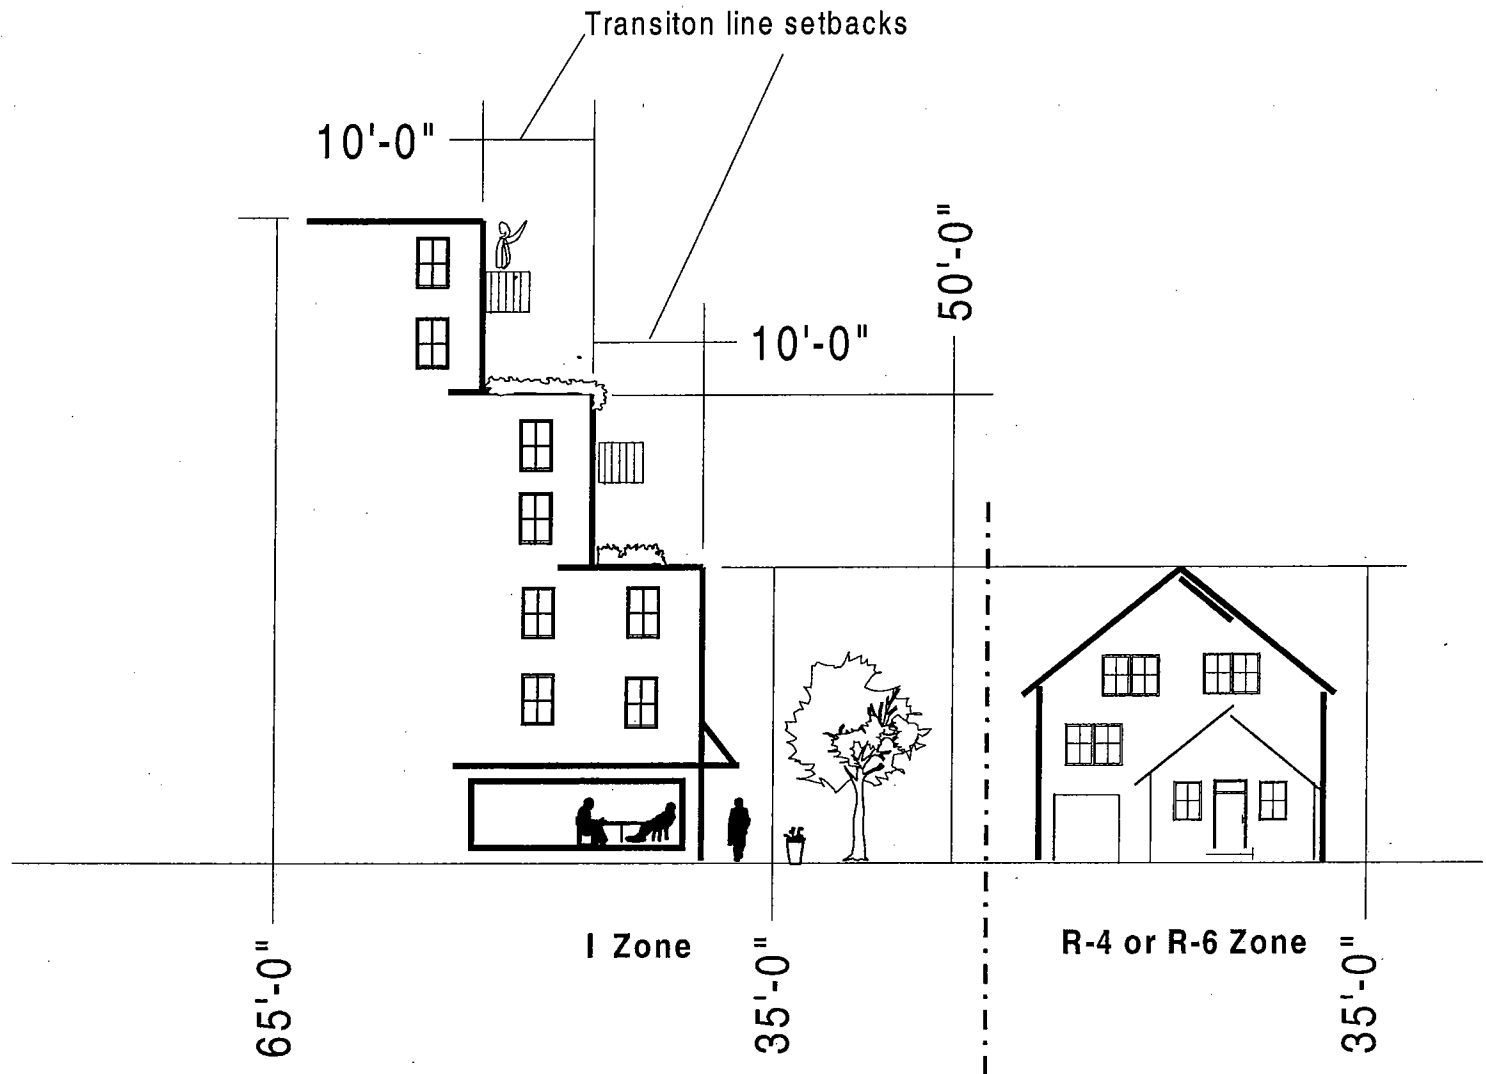 Transiton line setbacks
10'-0"
50'-0"
10'-0"
I Zone
R-4 or R-6 Zone
65'-0"
35'-0"
35'-0"